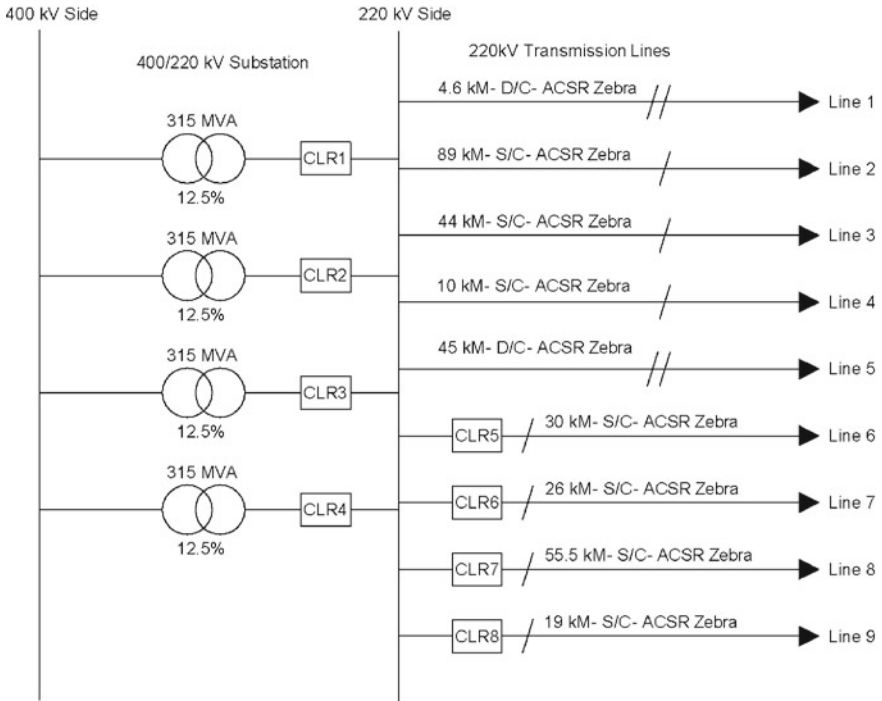 400 kV Side
220 kV Side
400/220 kV Substation
220kV Transmission Lines
315 MVA
CLR1
12.5%
315 MVA
CLR2
12.5%
315 MVA
CLR3
12.5%
315 MVA
CLR4
12.5%
4.6 kM- D/C- ACSR Zebra
Line 1
89 kM- S/C- ACSR Zebra
Line 2
44 kM- S/C- ACSR Zebra
Line 3
10 kM- S/C- ACSR Zebra
Line 4
45 kM- D/C- ACSR Zebra
Line 5
CLR5
30 kM- S/C- ACSR Zebra
Line 6
CLR6
26 kM- S/C- ACSR Zebra
Line 7
CLR7
55.5 kM- S/C- ACSR Zebra
Line 8
CLR8
19 kM- S/C- ACSR Zebra
Line 9